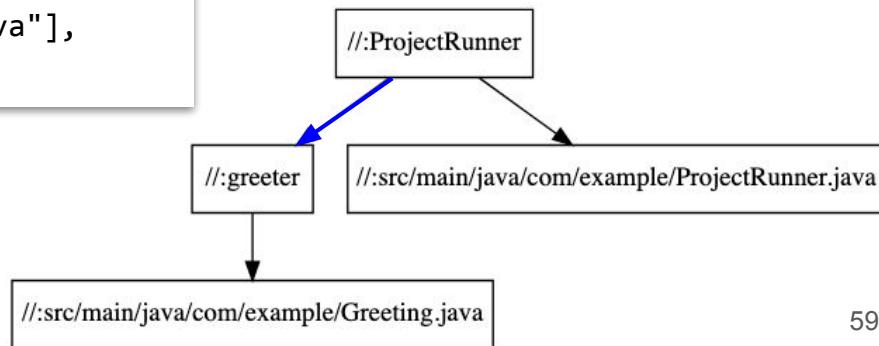 va"],
//:ProjectRunner
//:greeter
//:src/main/java/com/example/ProjectRunner.java
//:src/main/java/com/example/Greeting.java
59